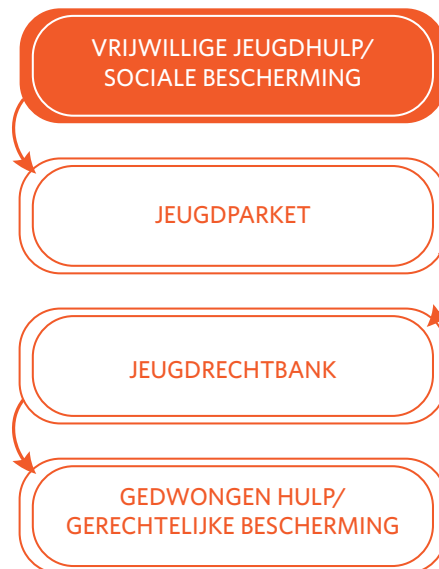 VRIJWILLIGE JEUGDHULP/
SOCIALE BESCHERMING
JEUGDPARKET
JEUGDRECHTBANK
GEDWONGEN HULP/
GERECHTELIJKE BESCHERMING